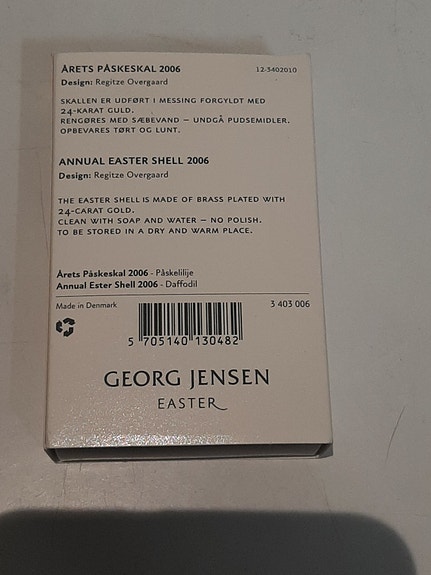 ÅRETS PÅSKESKAL 2006 12-3402010
Design: Regitze Overgaard
SKALLEN ER UDFØRT I MESSING FORGYLDT MED
24-KARAT GULD.
RENGØRES MED SÆBEVAND – UNDGÅ PUDSEMIDLER.
OPBEVARES TØRT OG LUNT.
ANNUAL EASTER SHELL 2006
Design: Regitze Overgaard
THE EASTER SHELL IS MADE OF BRASS PLATED WITH
24-CARAT GOLD.
CLEAN WITH SOAP AND WATER – NO POLISH.
TO BE STORED IN A DRY AND WARM PLACE.
Årets Påskeskal 2006 - Påskelilje
Annual Ester Shell 2006 - Daffodil
Made in Denmark 3 403 006
5 705140 130482
GEORG JENSEN
EASTER